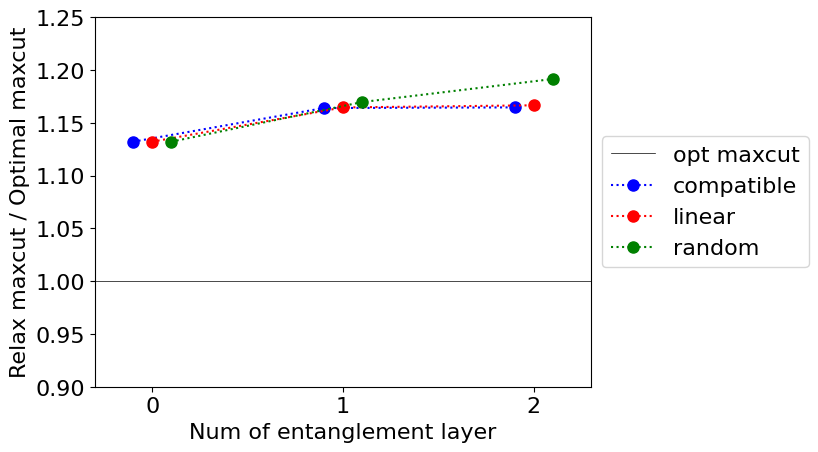 Relax maxcut / Optimal maxcut
1.25
1.20
1.15
1.10
1.05
1.00
0.95
0.90
0 1 2
Num of entanglement layer
opt maxcut
compatible
linear
random